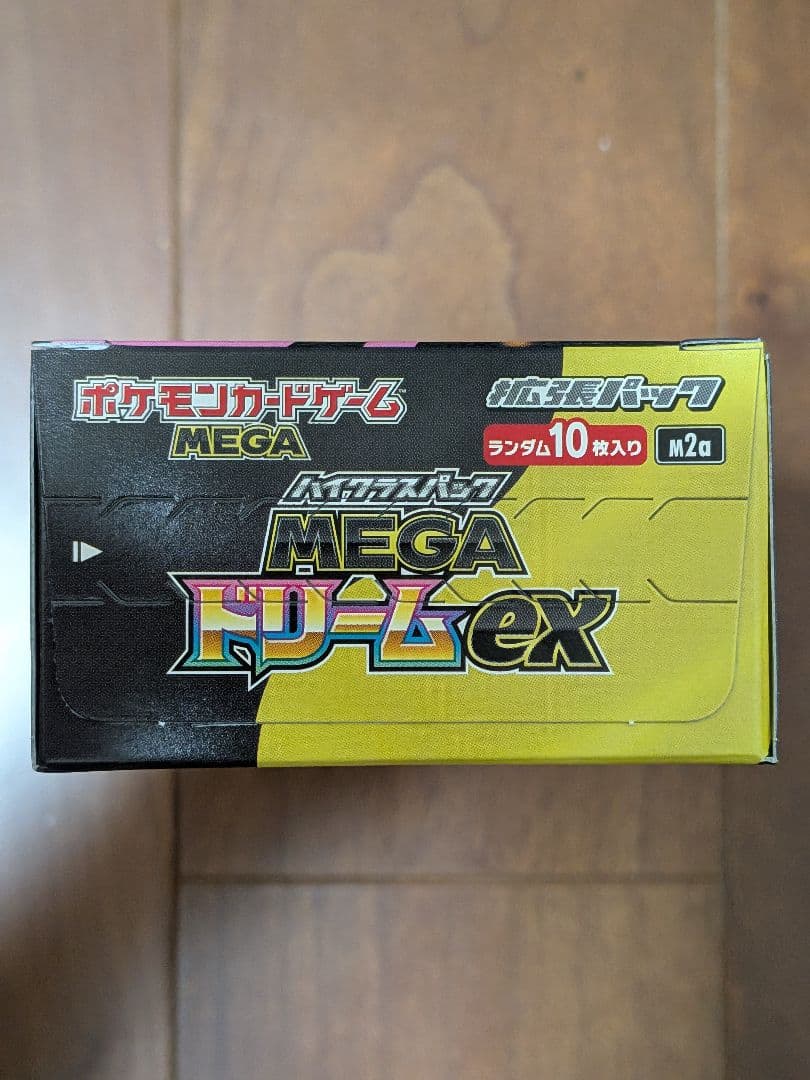 ポケモンカードゲーム™
MEGA
拡張パック
ランダム10枚入り
M2a
ハイクラスパック
MEGA
ドリームex